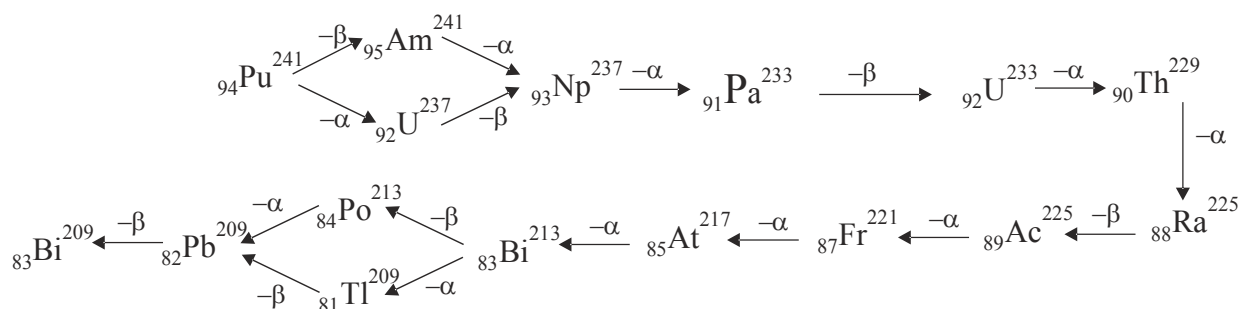 –β ₉₅Am²⁴¹ –α
₉₄Pu²⁴¹ ₉₃Np²³⁷ –α ₉₁Pa²³³ –β ₉₂U²³³ –α ₉₀Th²²⁹
–α ₉₂U²³⁷ –β
–α
₈₃Bi²⁰⁹ –β ₈₂Pb²⁰⁹ –α ₈₄Po²¹³ –β ₈₃Bi²¹³ –α ₈₅At²¹⁷ –α ₈₇Fr²²¹ –α ₈₉Ac²²⁵ –β ₈₈Ra²²⁵
–β ₈₁Tl²⁰⁹ –α